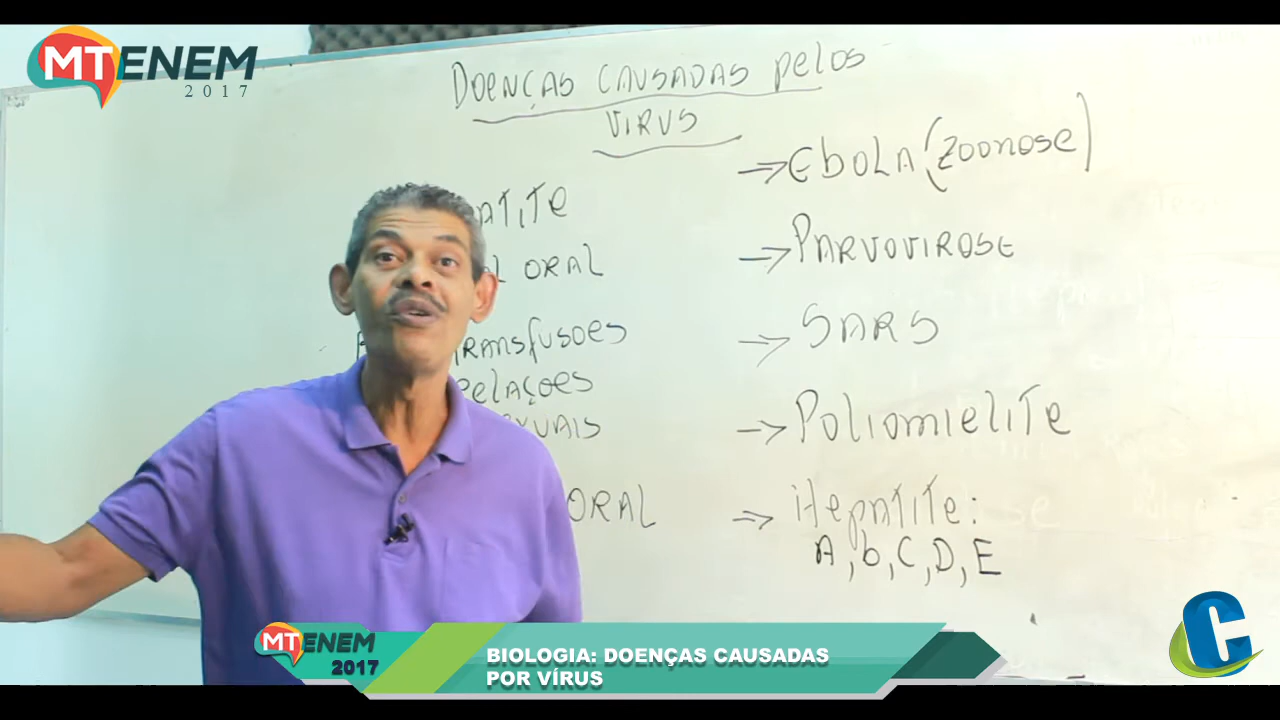 MTENEM
2017
DOENÇAS CAUSADAS PELOS
VIRUS
ATITE
L ORAL
TRANSFUSOES
RELAÇOES
XUAIS
ORAL
→ EBOLA (ZOONOSE)
→ PARVOVIROSE
→ SARS
→ POLIOMIELITE
→ HEPATITE:
A, b, C, D, E
MTENEM
2017
BIOLOGIA: DOENÇAS CAUSADAS
POR VÍRUS
C